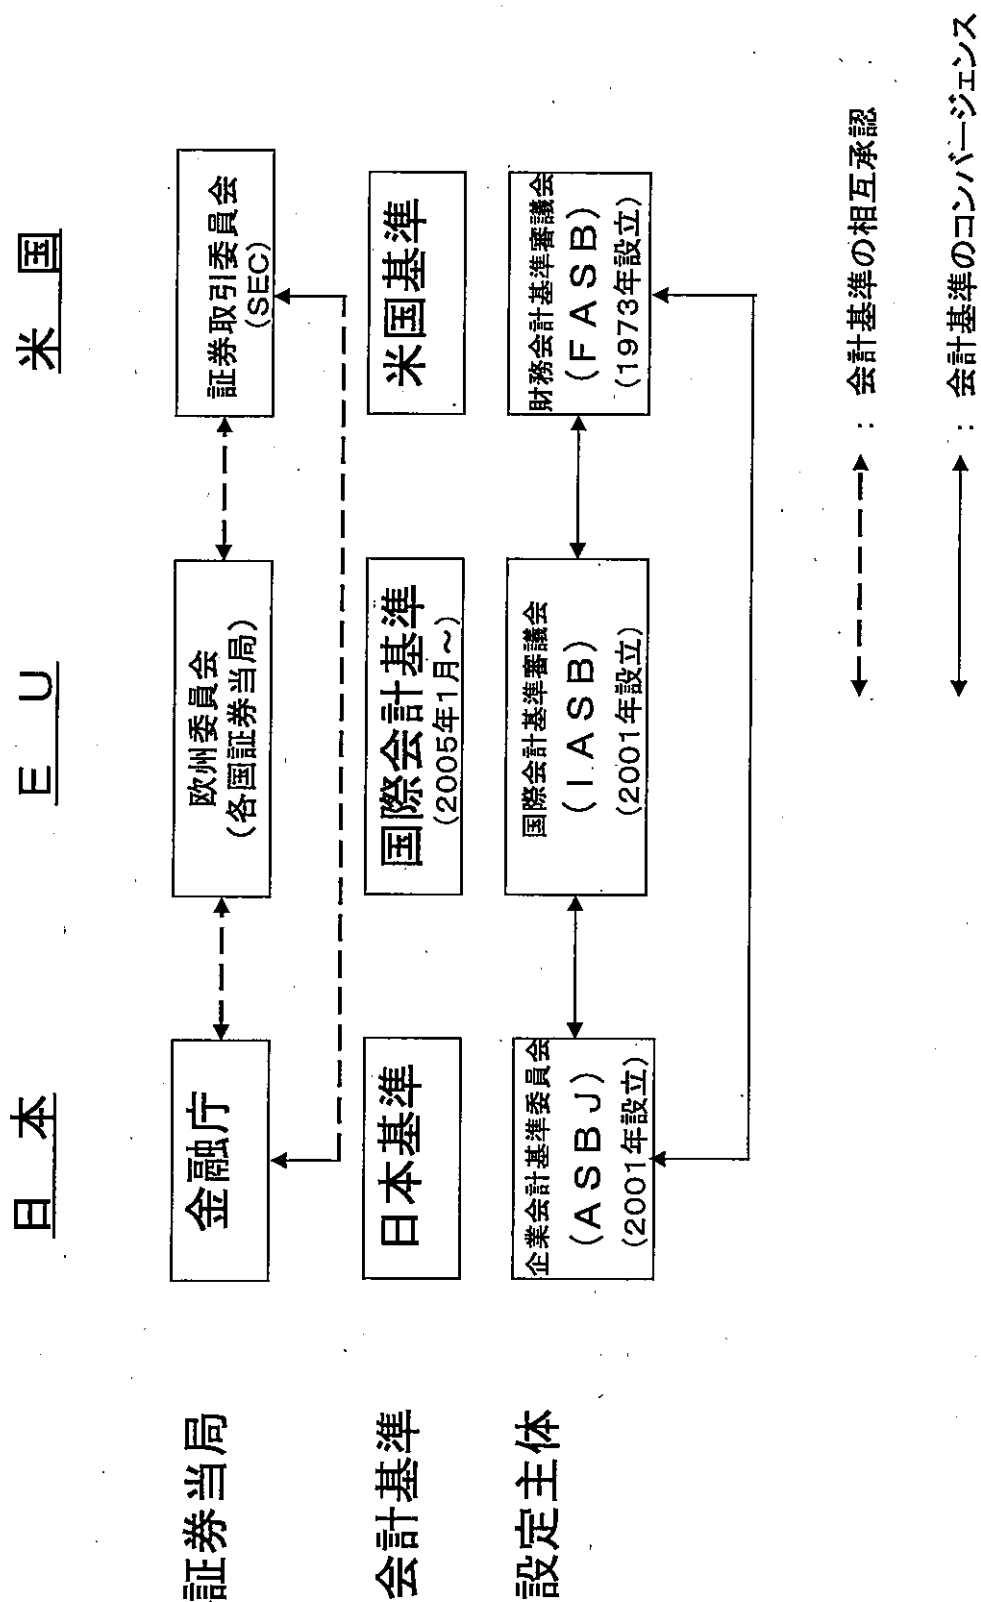 日本
ＥＵ
米国
証券当局
金融庁
欧州委員会
(各国証券当局)
証券取引委員会
(SEC)
会計基準
日本基準
国際会計基準
(2005年1月～)
米国基準
設定主体
企業会計基準委員会
(ＡＳＢＪ)
(2001年設立)
国際会計基準審議会
(ＩＡＳＢ)
(2001年設立)
財務会計基準審議会
(ＦＡＳＢ)
(1973年設立)
：会計基準の相互承認
：会計基準のコンバージェンス